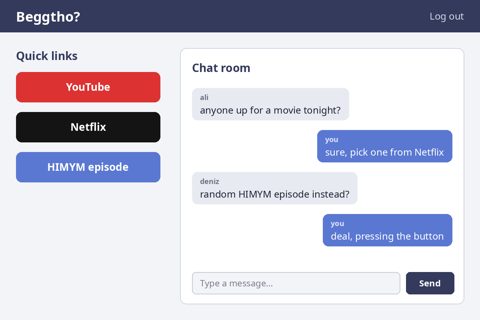 Beggtho?
Log out
Quick links
YouTube
Netflix
HIMYM episode
Chat room
ali
anyone up for a movie tonight?
you
sure, pick one from Netflix
deniz
random HIMYM episode instead?
you
deal, pressing the button
Type a message...
Send